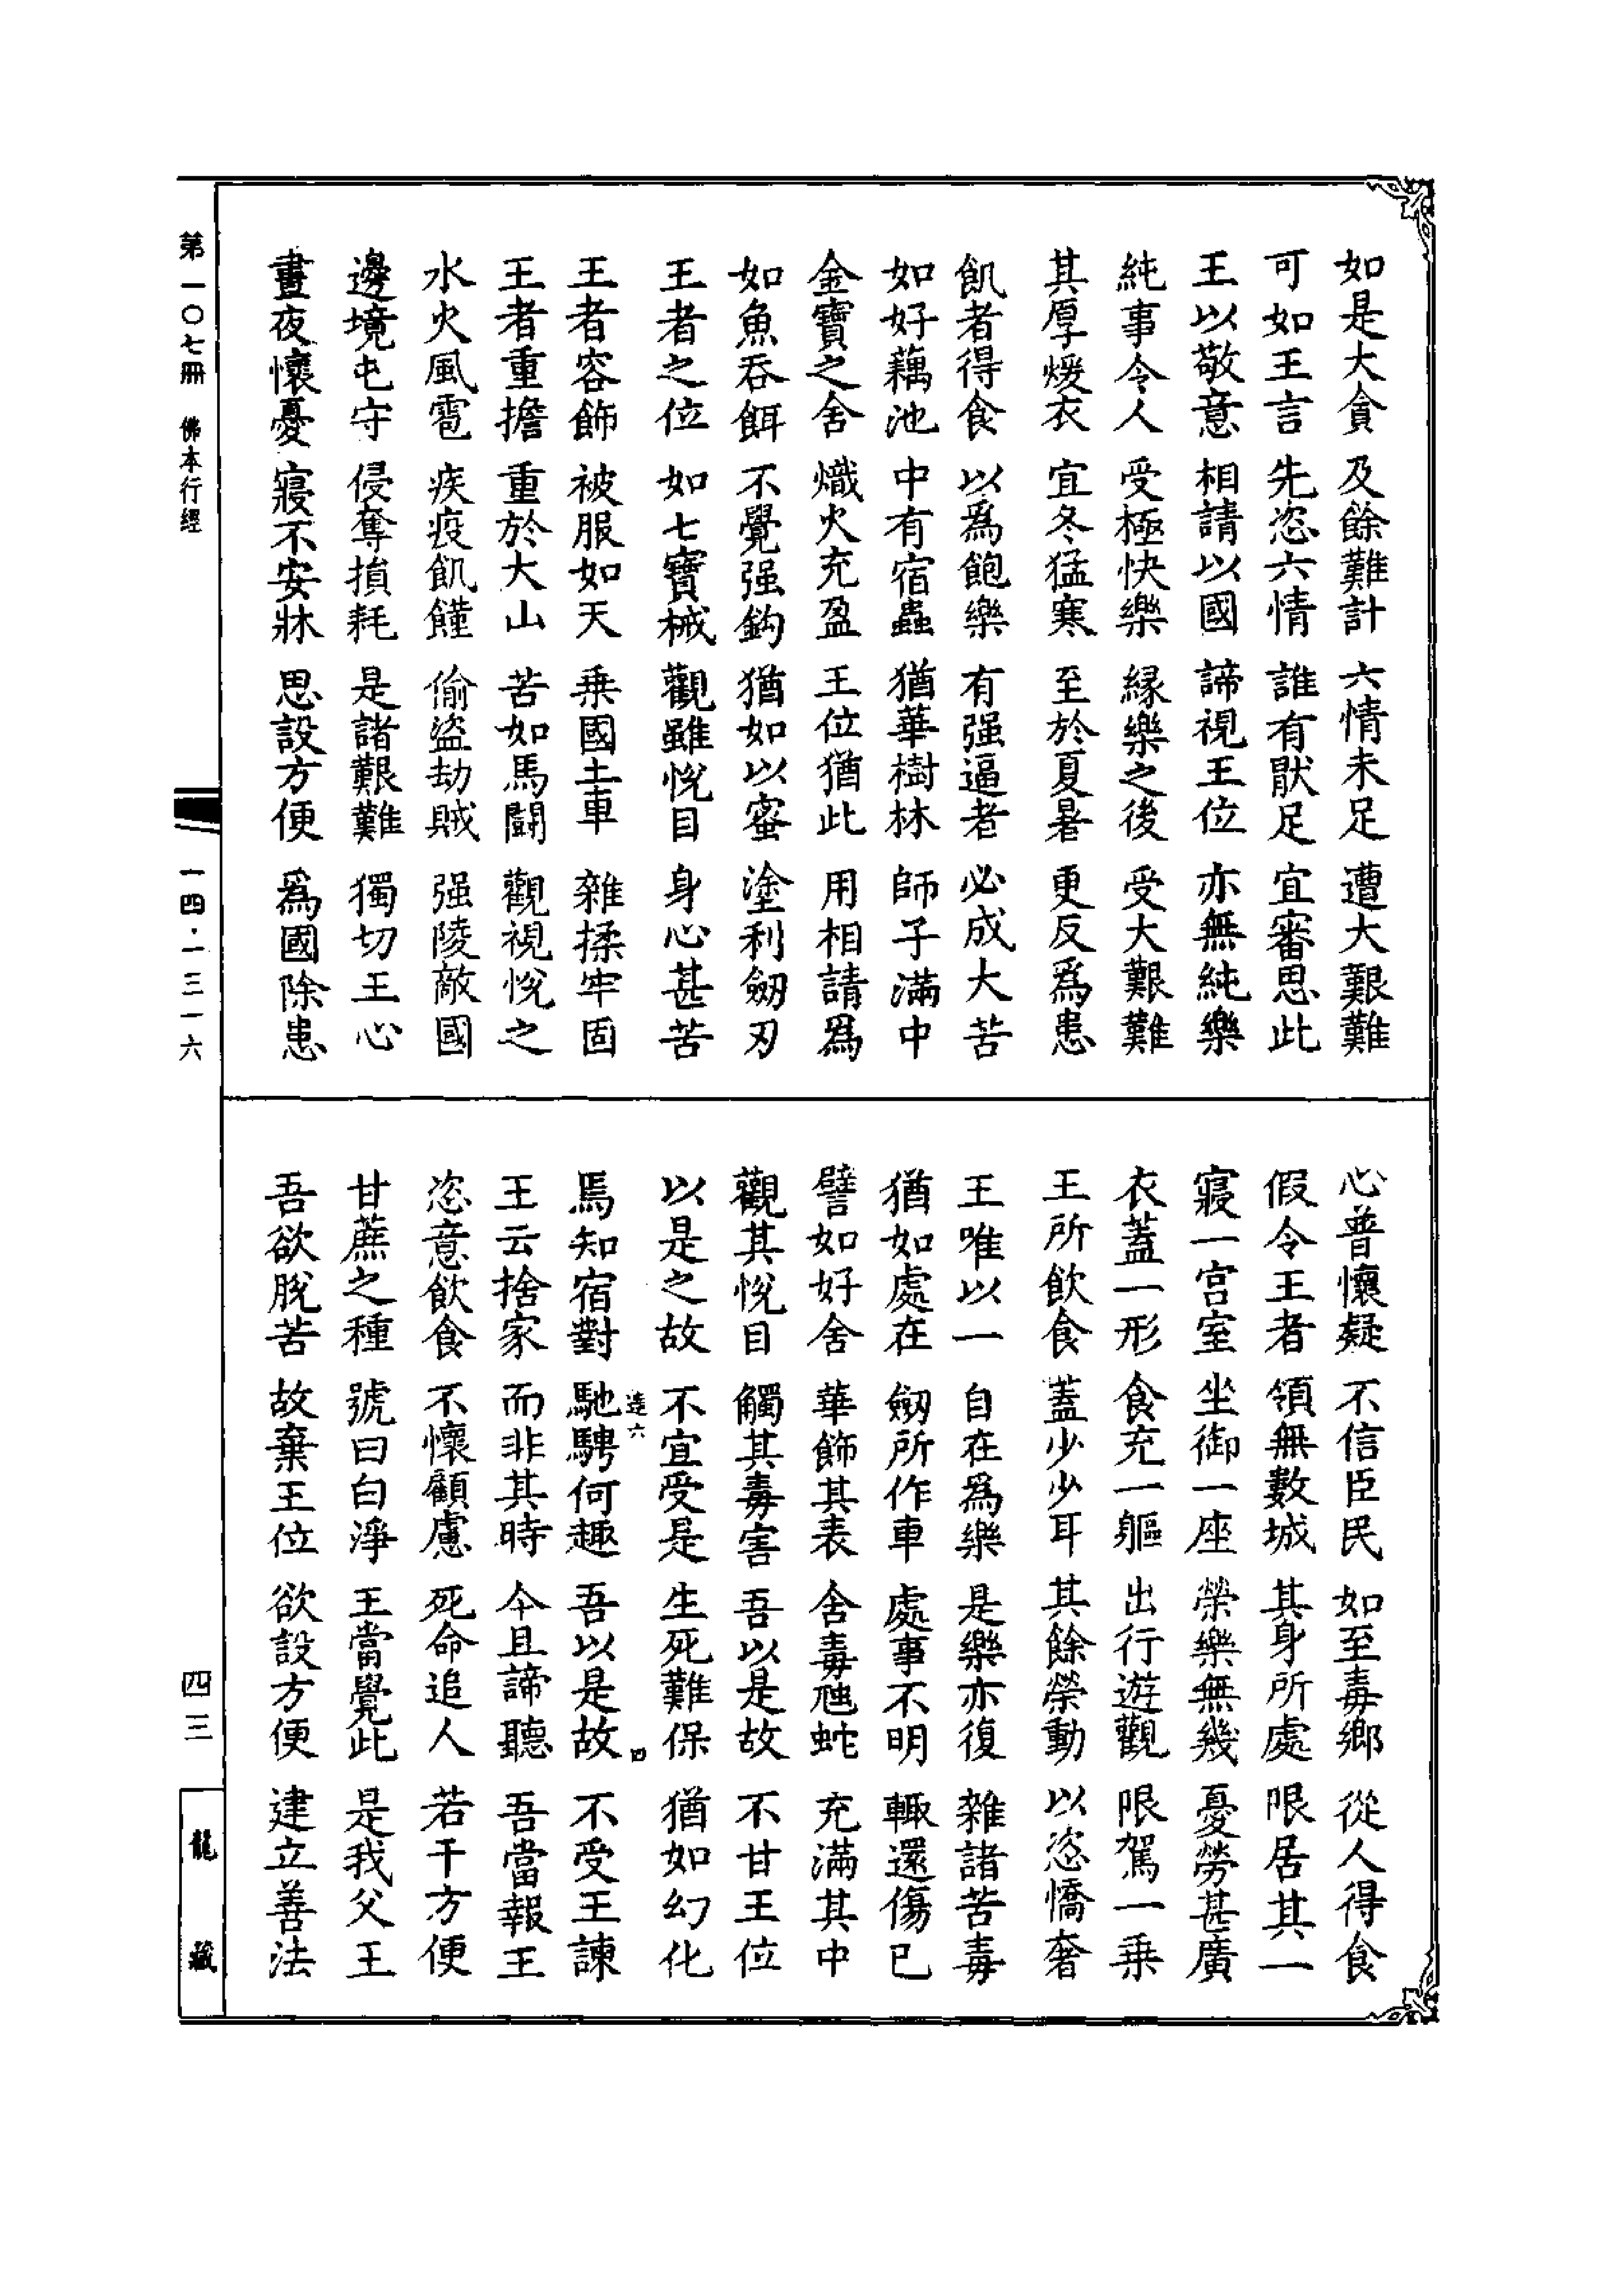 如是大貪 及餘難計 六情未足 遭大艱難
可如王言 先恣六情 誰有猒足 宜審思此
王以敬意 相請以國 諦視王位 亦無純樂
純事令人 受極快樂 緣樂之後 受大艱難
其厚煖衣 宜冬猛寒 至於夏暑 更反爲患
飢者得食 以爲飽樂 有强逼者 必成大苦
如好藕池 中有宿蟲 猶華樹林 師子滿中
金寶之舍 熾火充盈 王位猶此 用相請爲
如魚吞餌 不覺强鈎 猶如以蜜 塗利劒刃
王者之位 如七寶械 觀雖悅目 身心甚苦
王者容飾 被服如天 乗國土車 雜揉牢固
王者重擔 重於大山 苦如馬鬬 觀視悅之
水火風雹 疾疫飢饉 偷盜劫賊 强陵敵國
邊境屯守 侵奪損耗 是諸艱難 獨切王心
晝夜懷憂 寢不安牀 思設方便 爲國除患
心普懷疑 不信臣民 如至毒鄉 從人得食
假令王者 領無數城 其身所處 限居其一
寢一宮室 坐御一座 榮樂無幾 憂勞甚廣
衣蓋一形 食充一軀 出行遊觀 限駕一乗
王所飲食 蓋少少耳 其餘榮動 以恣憍奢
王唯以一 自在爲樂 是樂亦復 雜諸苦毒
猶如處在 劒所作車 處事不明 輙還傷已
譬如好舍 華飾其表 舍毒虺蛇 充滿其中
觀其悅目 觸其毒害 吾以是故 不甘王位
以是之故 不宜受是 生死難保 猶如幻化
六 四
焉知宿對 馳騁何趣 吾以是故 不受王諫
王云捨家 而非其時 今且諦聽 吾當報王
恣意飲食 不懷顧慮 死命追人 若干方便
甘蔗之種 號曰白淨 王當覺此 是我父王
吾欲脫苦 故棄王位 欲設方便 建立善法
第一〇七冊 佛本行經
一四·一三一六
四三
龍藏